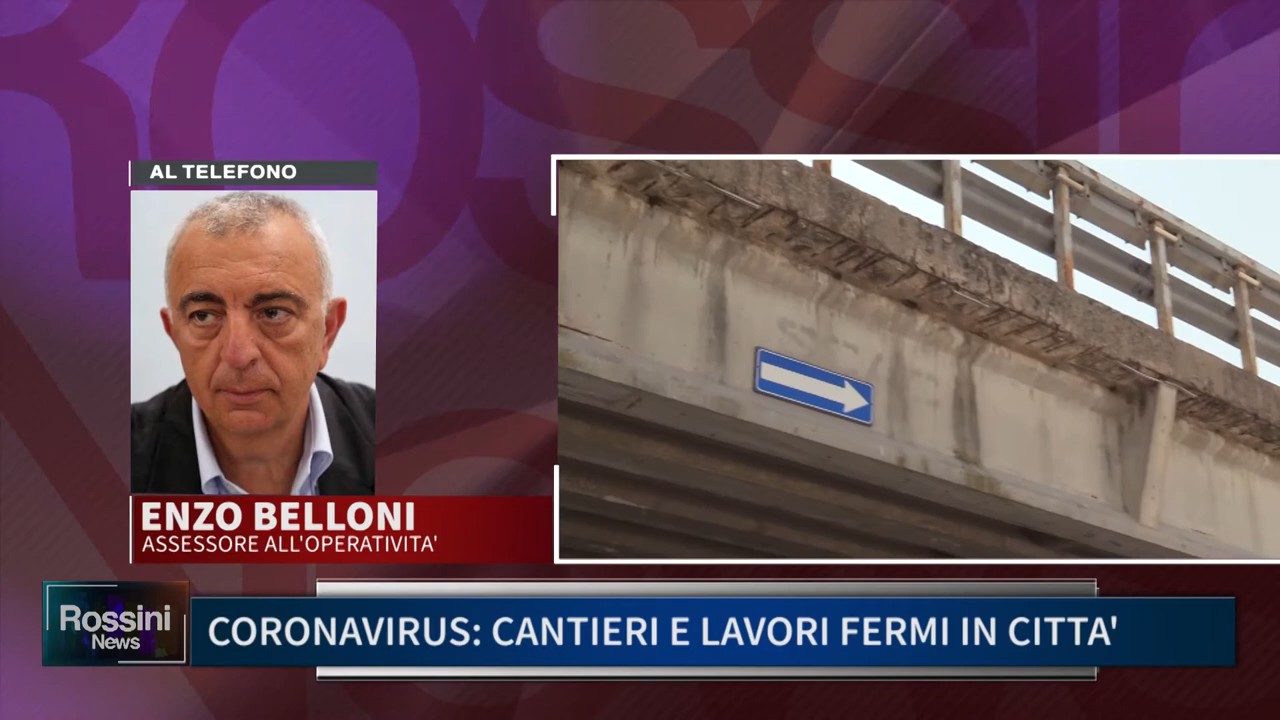 AL TELEFONO
ENZO BELLONI
ASSESSORE ALL'OPERATIVITA'
Rossini
News
CORONAVIRUS: CANTIERI E LAVORI FERMI IN CITTA'